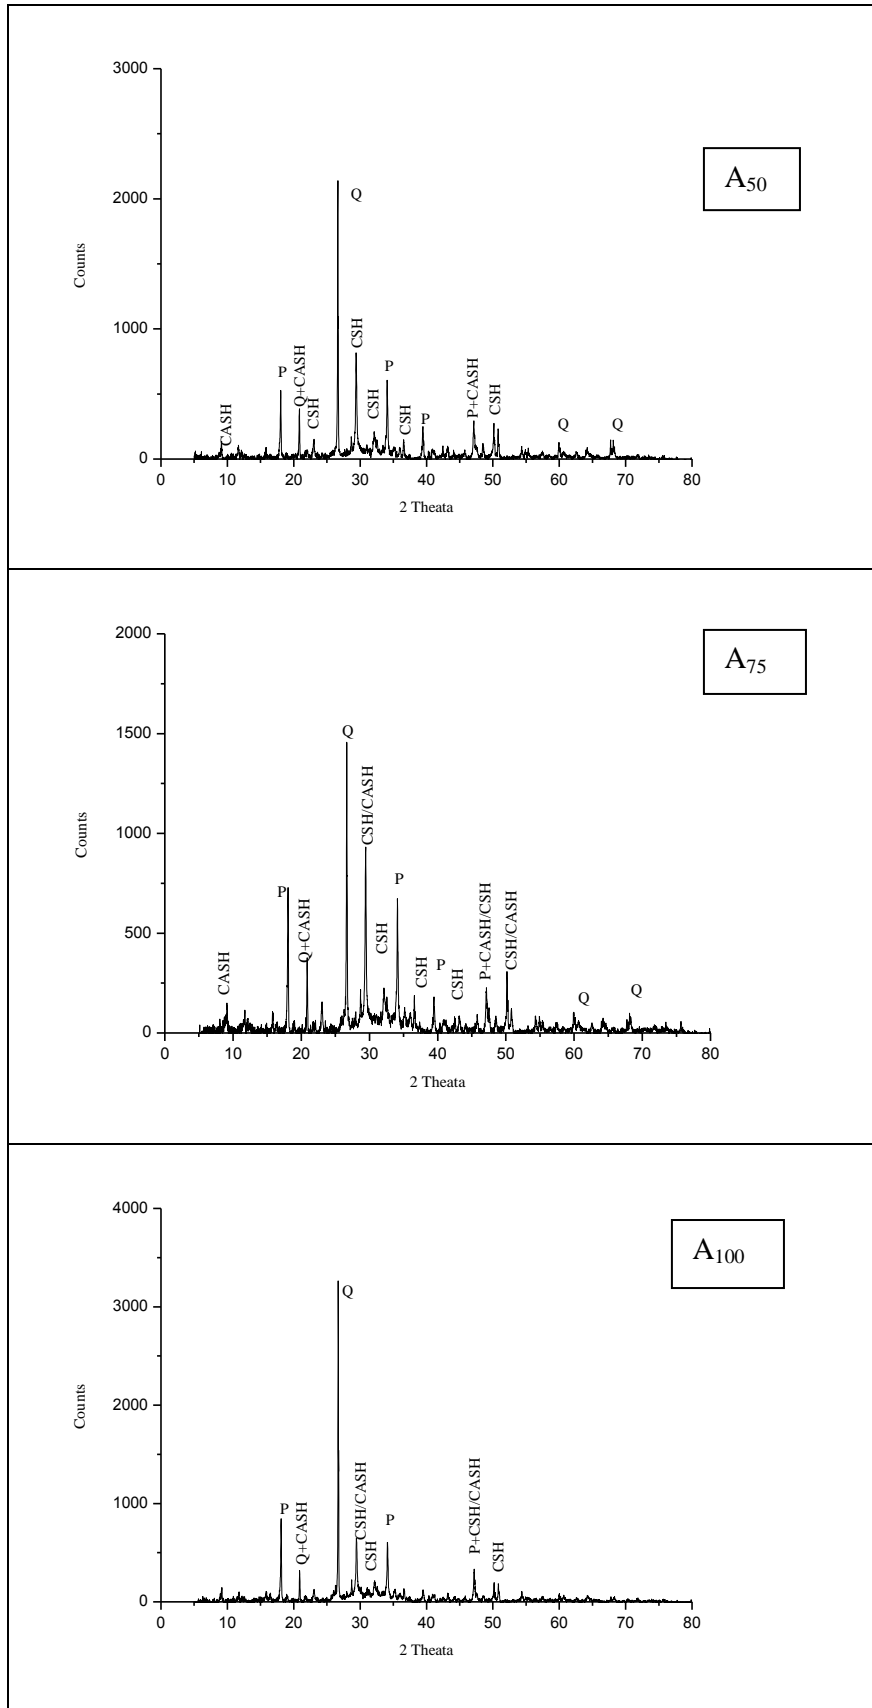 3000
A50
2000
Q
Counts
1000
CSH
P
P
Q+CASH
P+CASH
CSH
CSH
CSH
CSH
P
Q
Q
CASH
0
0 10 20 30 40 50 60 70 80
2 Theata
2000
A75
1500
Q
CSH/CASH
Counts
1000
P
P
Q+CASH
CSH
P+CASH/CSH
CSH/CASH
500
CASH
CSH
P
CSH
Q
Q
0
0 10 20 30 40 50 60 70 80
2 Theata
4000
A100
3000
Q
2000
Counts
1000
P
Q+CASH
CSH/CASH
CSH
P
P+CSH/CASH
CSH
0
0 10 20 30 40 50 60 70 80
2 Theata